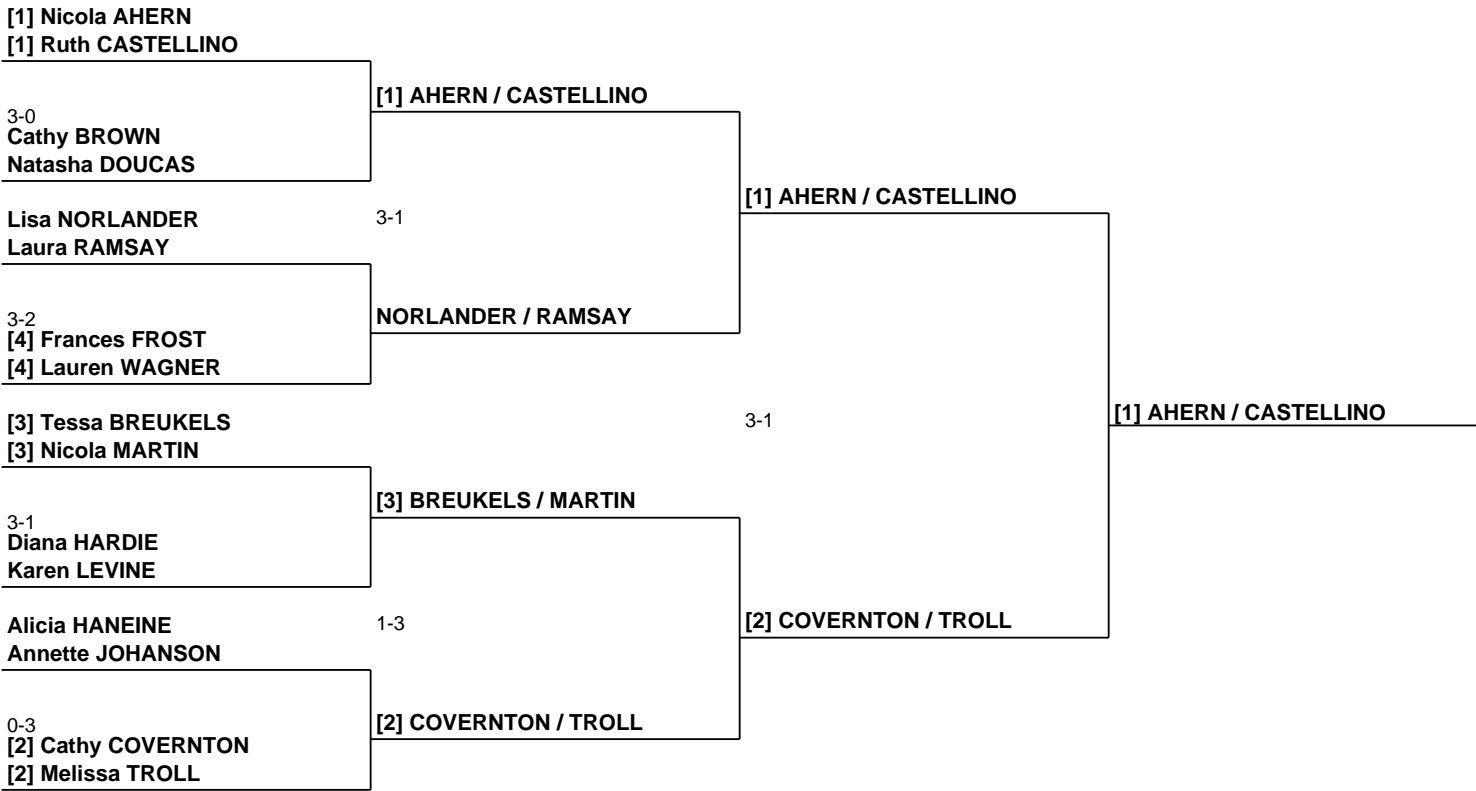 [1] Nicola AHERN
[1] Ruth CASTELLINO
[1] AHERN / CASTELLINO
3-0
Cathy BROWN
Natasha DOUCAS
[1] AHERN / CASTELLINO
Lisa NORLANDER
3-1
Laura RAMSAY
NORLANDER / RAMSAY
3-2
[4] Frances FROST
[4] Lauren WAGNER
[1] AHERN / CASTELLINO
[3] Tessa BREUKELS
3-1
[3] Nicola MARTIN
[3] BREUKELS / MARTIN
3-1
Diana HARDIE
Karen LEVINE
[2] COVERNTON / TROLL
Alicia HANEINE
1-3
Annette JOHANSON
[2] COVERNTON / TROLL
0-3
[2] Cathy COVERNTON
[2] Melissa TROLL